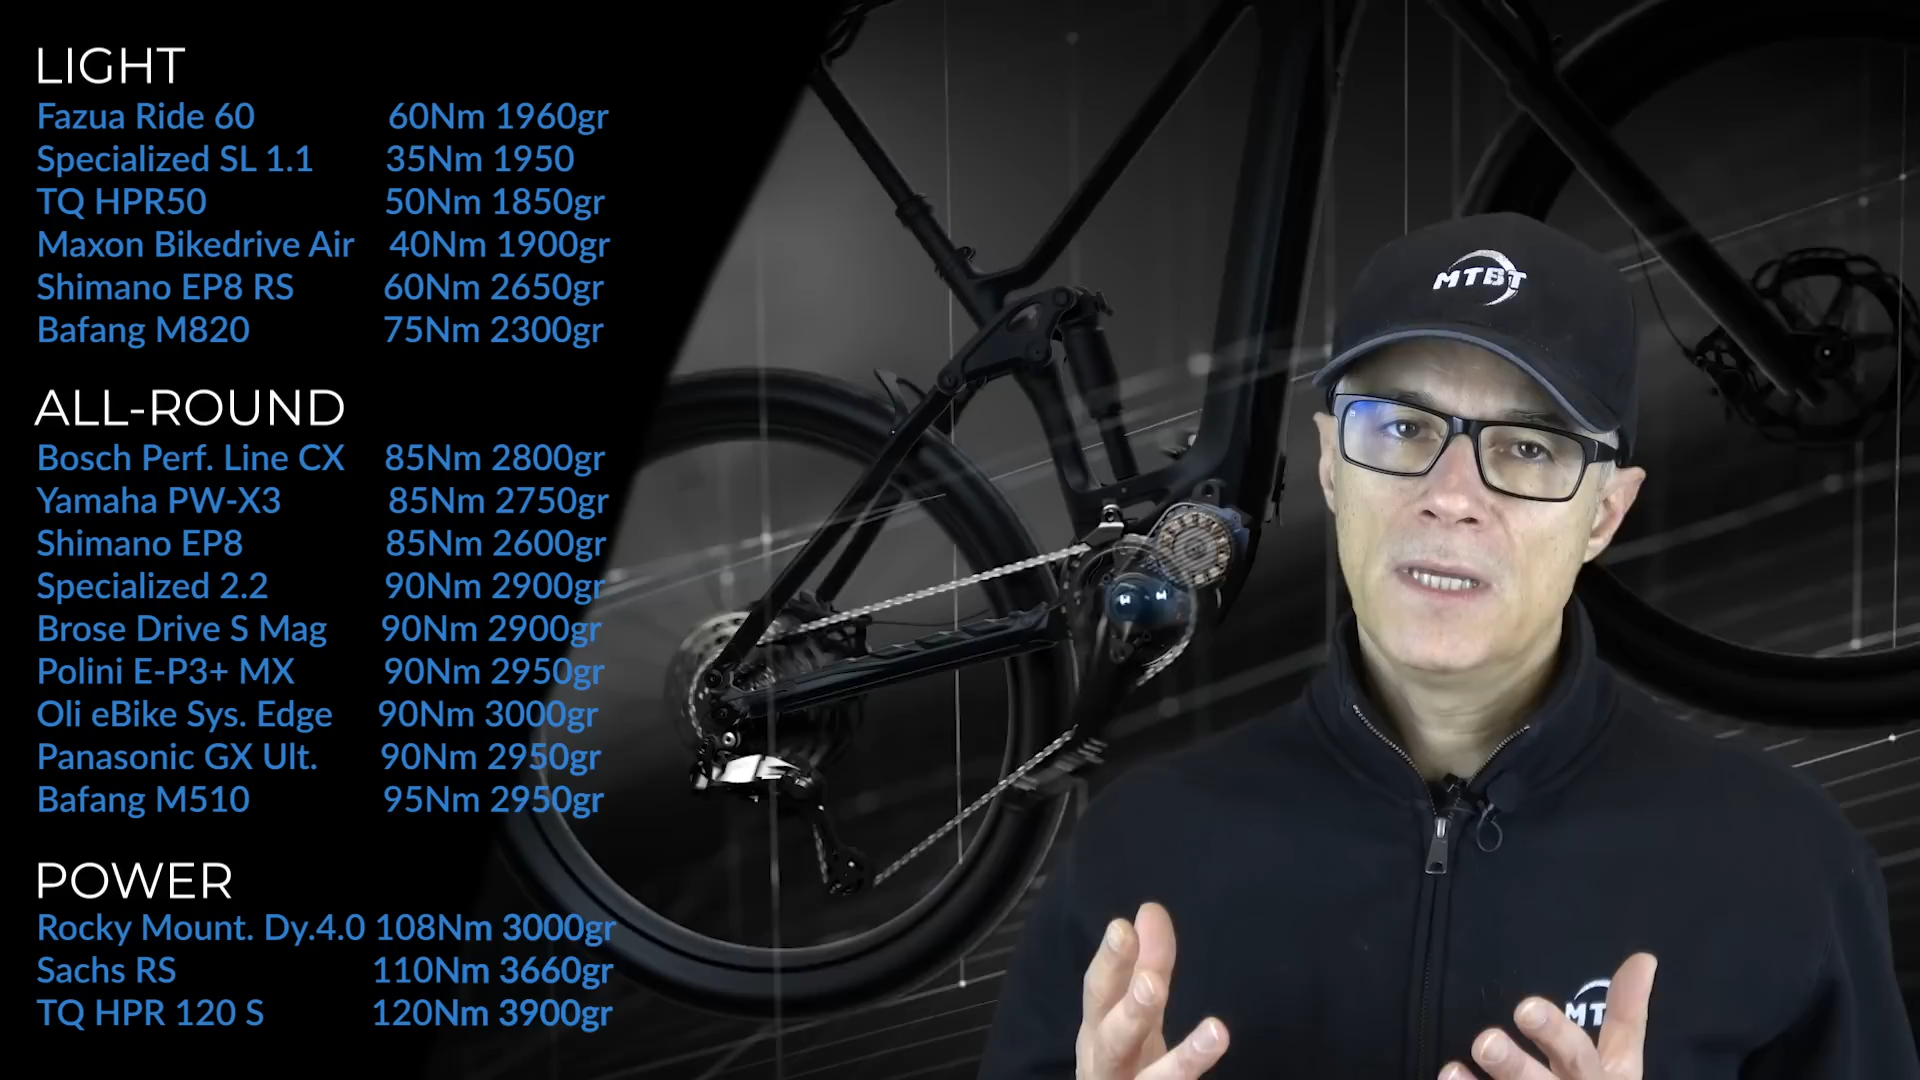 LIGHT
Fazua Ride 60 60Nm 1960gr
Specialized SL 1.1 35Nm 1950
TQ HPR50 50Nm 1850gr
Maxon Bikedrive Air 40Nm 1900gr
Shimano EP8 RS 60Nm 2650gr
Bafang M820 75Nm 2300gr
ALL-ROUND
Bosch Perf. Line CX 85Nm 2800gr
Yamaha PW-X3 85Nm 2750gr
Shimano EP8 85Nm 2600gr
Specialized 2.2 90Nm 2900gr
Brose Drive S Mag 90Nm 2900gr
Polini E-P3+ MX 90Nm 2950gr
Oli eBike Sys. Edge 90Nm 3000gr
Panasonic GX Ult. 90Nm 2950gr
Bafang M510 95Nm 2950gr
POWER
Rocky Mount. Dy.4.0 108Nm 3000gr
Sachs RS 110Nm 3660gr
TQ HPR 120 S 120Nm 3900gr
MTBT
MT